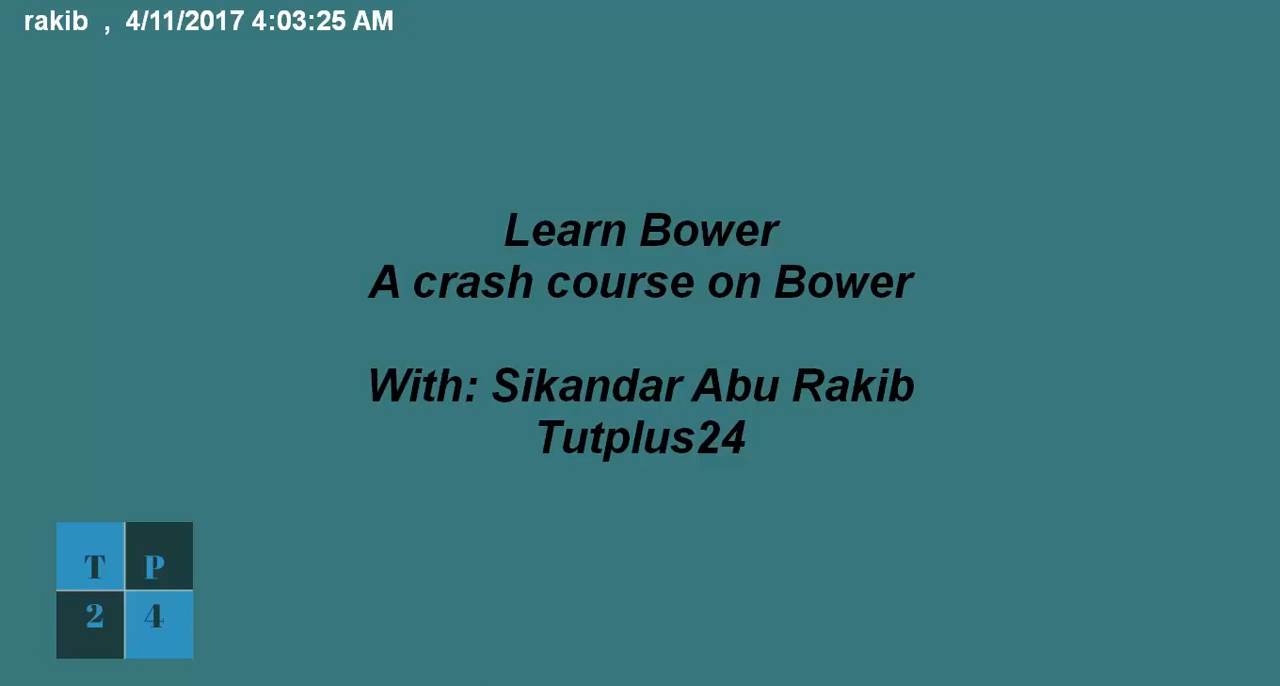 rakib , 4/11/2017 4:03:25 AM
Learn Bower
A crash course on Bower
With: Sikandar Abu Rakib
Tutplus24
T P
2 4